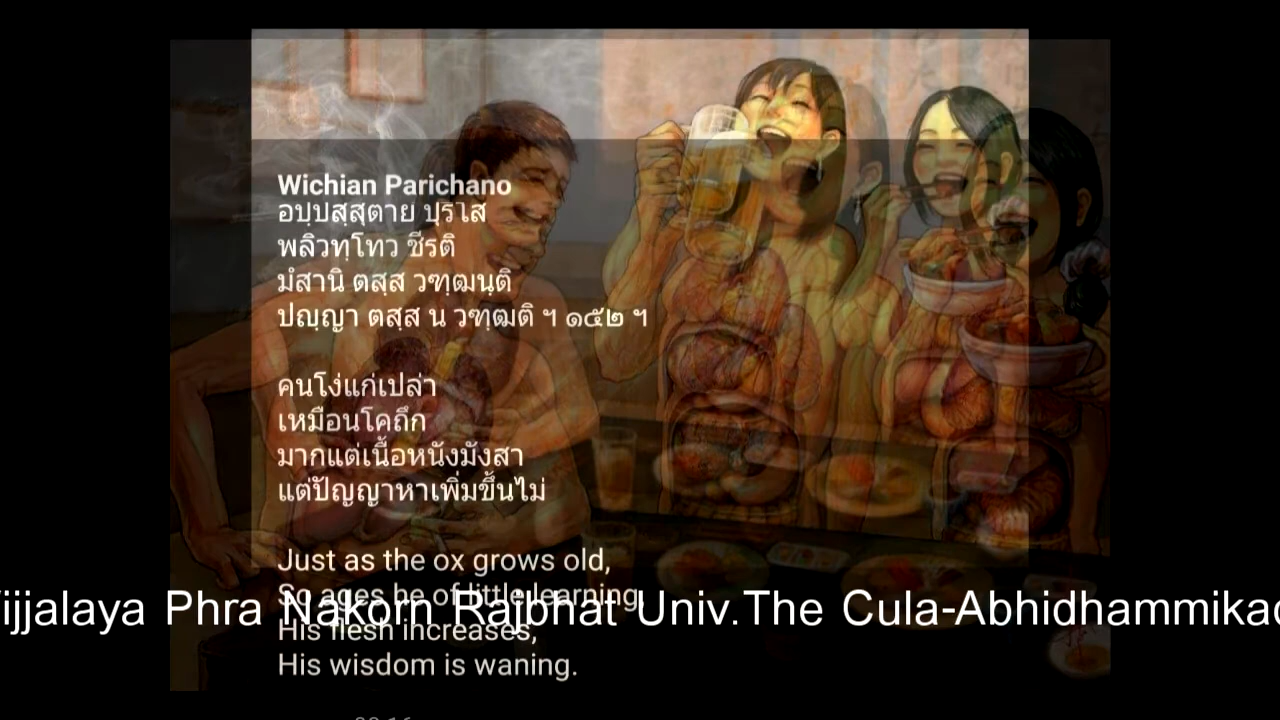 Wichian Parichano
อปฺปสฺสุตาย ปุริโส
พลิวทฺโทว ชีรติ
มํสานิ ตสฺส วฑฺฒนฺติ
ปญฺญา ตสฺส น วฑฺฒติ ฯ ๑๕๒ ฯ
คนโง่แก่เปล่า
เหมือนโคถึก
มากแต่เนื้อหนังมังสา
แต่ปัญญาหาเพิ่มขึ้นไม่
Just as the ox grows old,
So ages he of little learning
ijjalaya Phra Nakorn Rajbhat Univ.The Cula-Abhidhammika
His flesh increases,
His wisdom is waning.